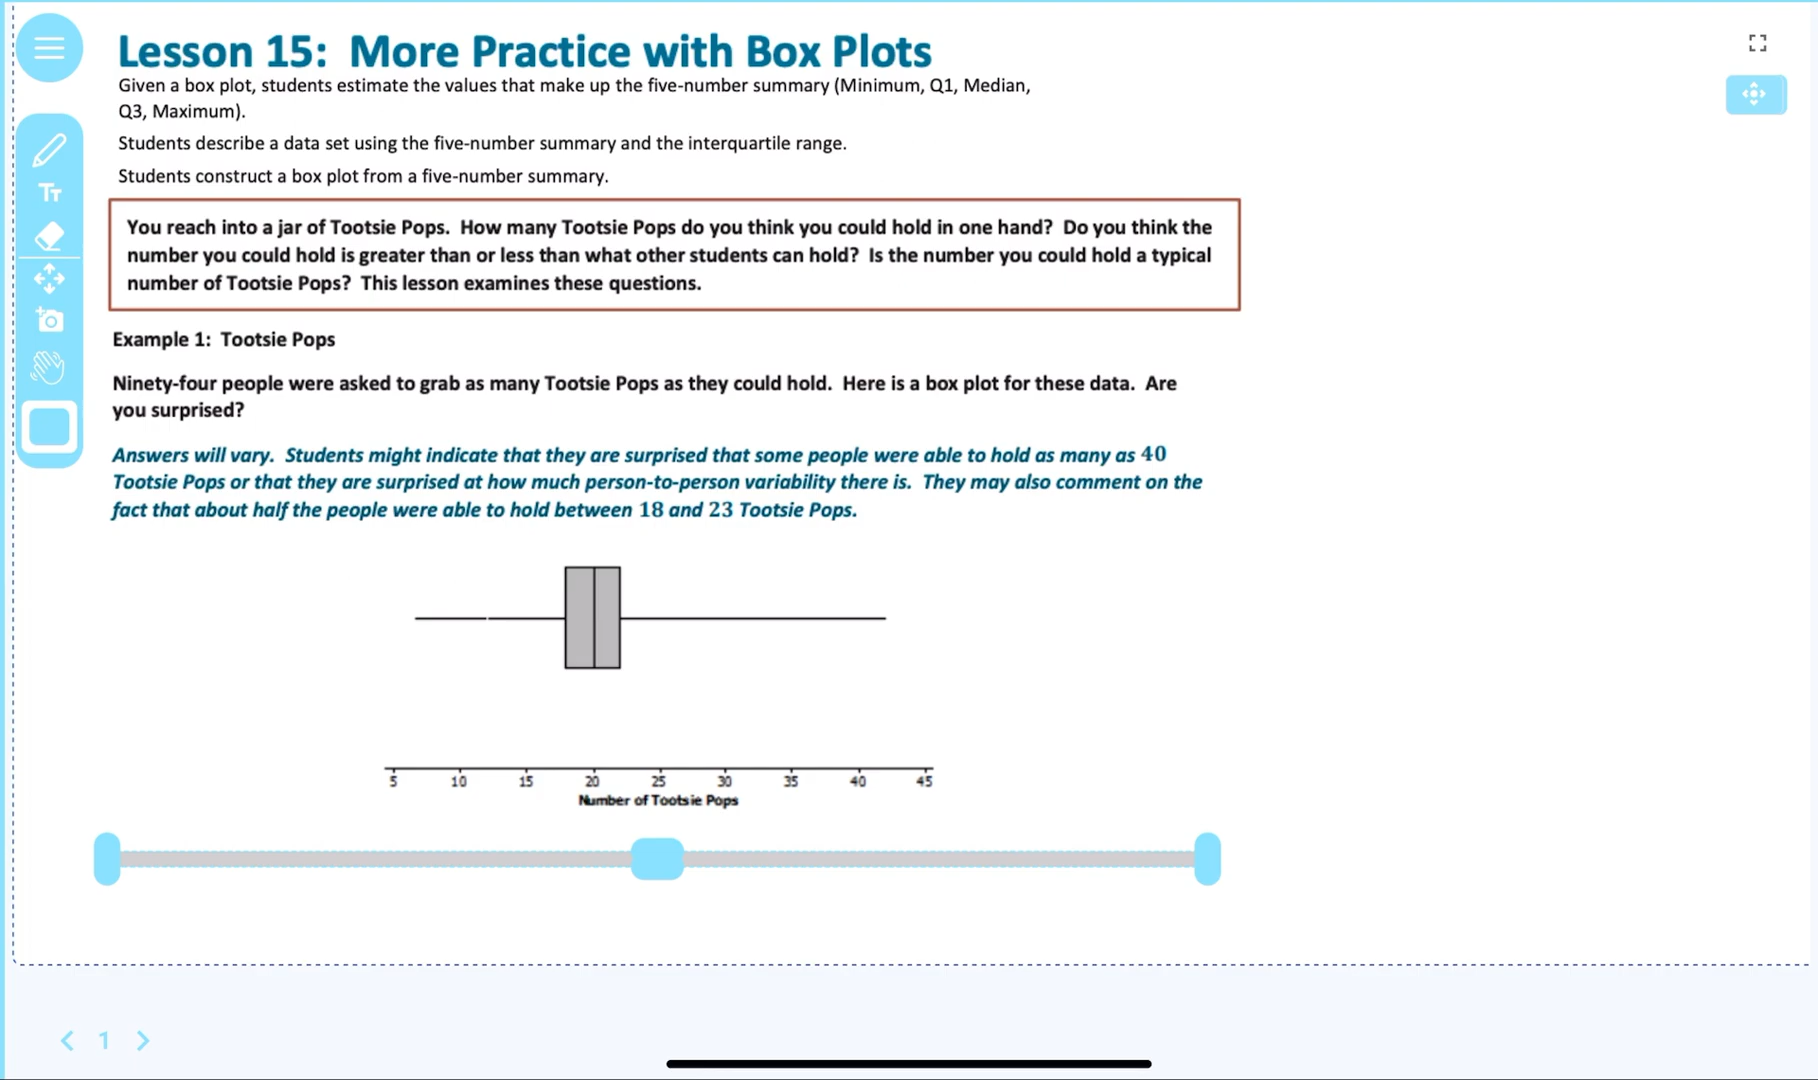 Lesson 15: More Practice with Box Plots
Given a box plot, students estimate the values that make up the five-number summary (Minimum, Q1, Median,
Q3, Maximum).
Students describe a data set using the five-number summary and the interquartile range.
Students construct a box plot from a five-number summary.
You reach into a jar of Tootsie Pops. How many Tootsie Pops do you think you could hold in one hand? Do you think the
number you could hold is greater than or less than what other students can hold? Is the number you could hold a typical
number of Tootsie Pops? This lesson examines these questions.
Example 1: Tootsie Pops
Ninety-four people were asked to grab as many Tootsie Pops as they could hold. Here is a box plot for these data. Are
you surprised?
Answers will vary. Students might indicate that they are surprised that some people were able to hold as many as 40
Tootsie Pops or that they are surprised at how much person-to-person variability there is. They may also comment on the
fact that about half the people were able to hold between 18 and 23 Tootsie Pops.
5 10 15 20 25 30 35 40 45
Number of Tootsie Pops
TT
1